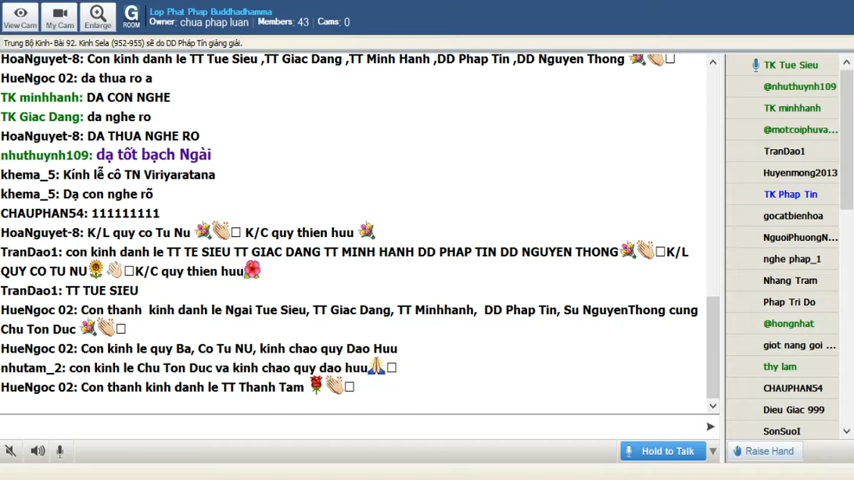 View Cam
My Cam
Enlarge
G
ROOM
Lop Phat Phap Buddhadhamma
Owner: chua phap luan Members: 43 Cams: 0
Trung Bộ Kinh- Bài 92. Kinh Sela (952-955) sẽ do ĐĐ Pháp Tín giảng giải.
HoaNguyet-8: Con kinh danh le TT Tue Sieu ,TT Giac Dang ,TT Minh Hanh ,DD Phap Tin ,DD Nguyen Thong
HueNgoc 02: da thua ro a
TK minhhanh: DA CON NGHE
TK Giac Dang: da nghe ro
HoaNguyet-8: DA THUA NGHE RO
nhuthuynh109: dạ tốt bạch Ngài
khema_5: Kính lễ cô TN Viriyaratana
khema_5: Dạ con nghe rõ
CHAUPHAN54: 111111111
HoaNguyet-8: K/L quy co Tu Nu K/C quy thien huu
TranDao1: con kinh danh le TT TE SIEU TT GIAC DANG TT MINH HANH DD PHAP TIN DD NGUYEN THONG K/L
QUY CO TU NU K/C quy thien huu
TranDao1: TT TUE SIEU
HueNgoc 02: Con thanh kinh danh le Ngai Tue Sieu, TT Giac Dang, TT Minhhanh, DD Phap Tin, Su NguyenThong cung
Chu Ton Duc
HueNgoc 02: Con kinh le quy Ba, Co Tu NU, kinh chao quy Dao Huu
nhutam_2: con kinh le Chu Ton Duc va kinh chao quy dao huu
HueNgoc 02: Con thanh kinh danh le TT Thanh Tam
Hold to Talk
TK Tue Sieu
@nhuthuynh109
TK minhhanh
@motcoiphuva...
TranDao1
Huyenmong2013
TK Phap Tin
gocatbienhoa
NguoiPhuongN...
nghe phap_1
Nhang Tram
Phap Tri Do
@hongnhat
giot nang goi ...
thy lam
CHAUPHAN54
Dieu Giac 999
SonSuoI
Raise Hand